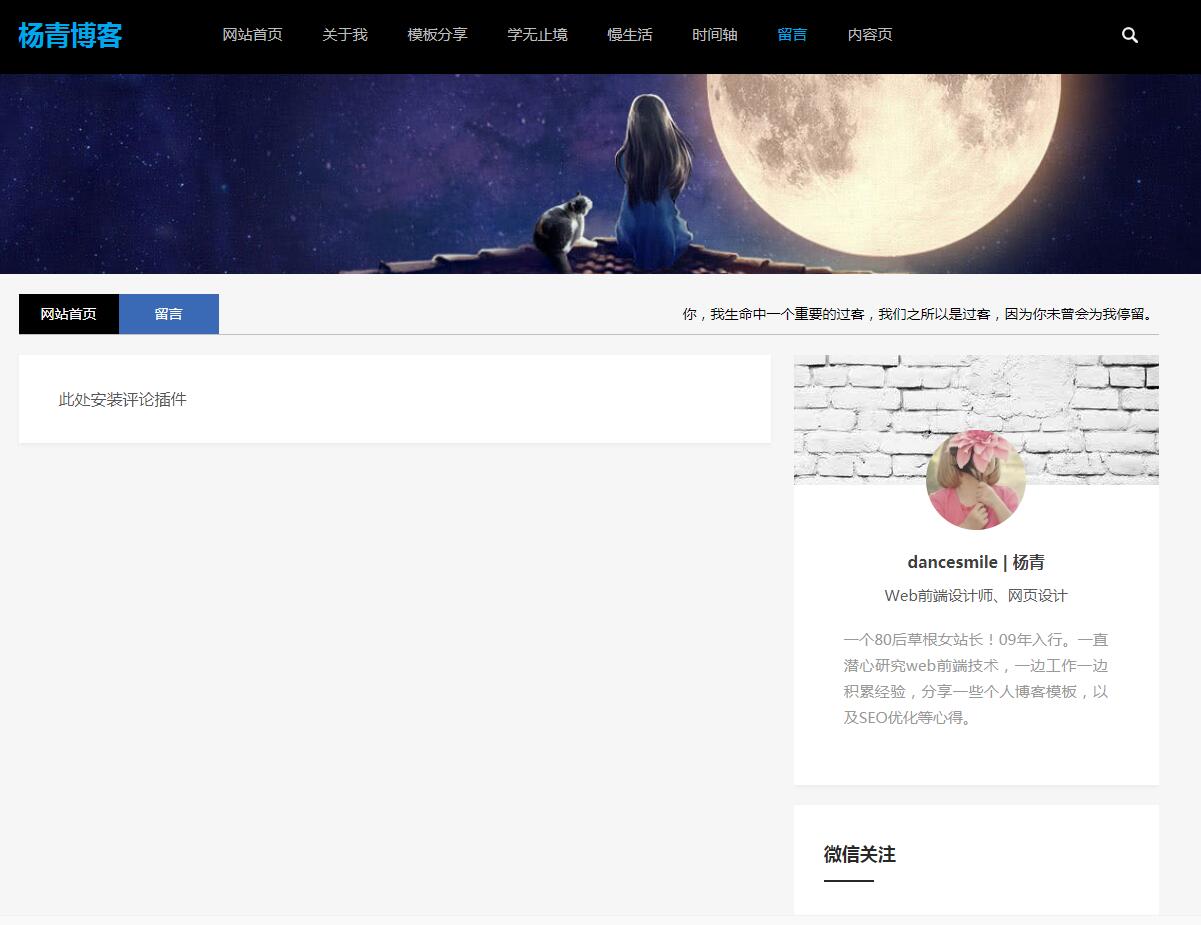 杨青博客
网站首页 关于我 模板分享 学无止境 慢生活 时间轴 留言 内容页
网站首页 留言 你，我生命中一个重要的过客，我们之所以是过客，因为你未曾会为我停留。
此处安装评论插件
dancesmile | 杨青
Web前端设计师、网页设计
一个80后草根女站长！09年入行。一直
潜心研究web前端技术，一边工作一边
积累经验，分享一些个人博客模板，以
及SEO优化等心得。
微信关注